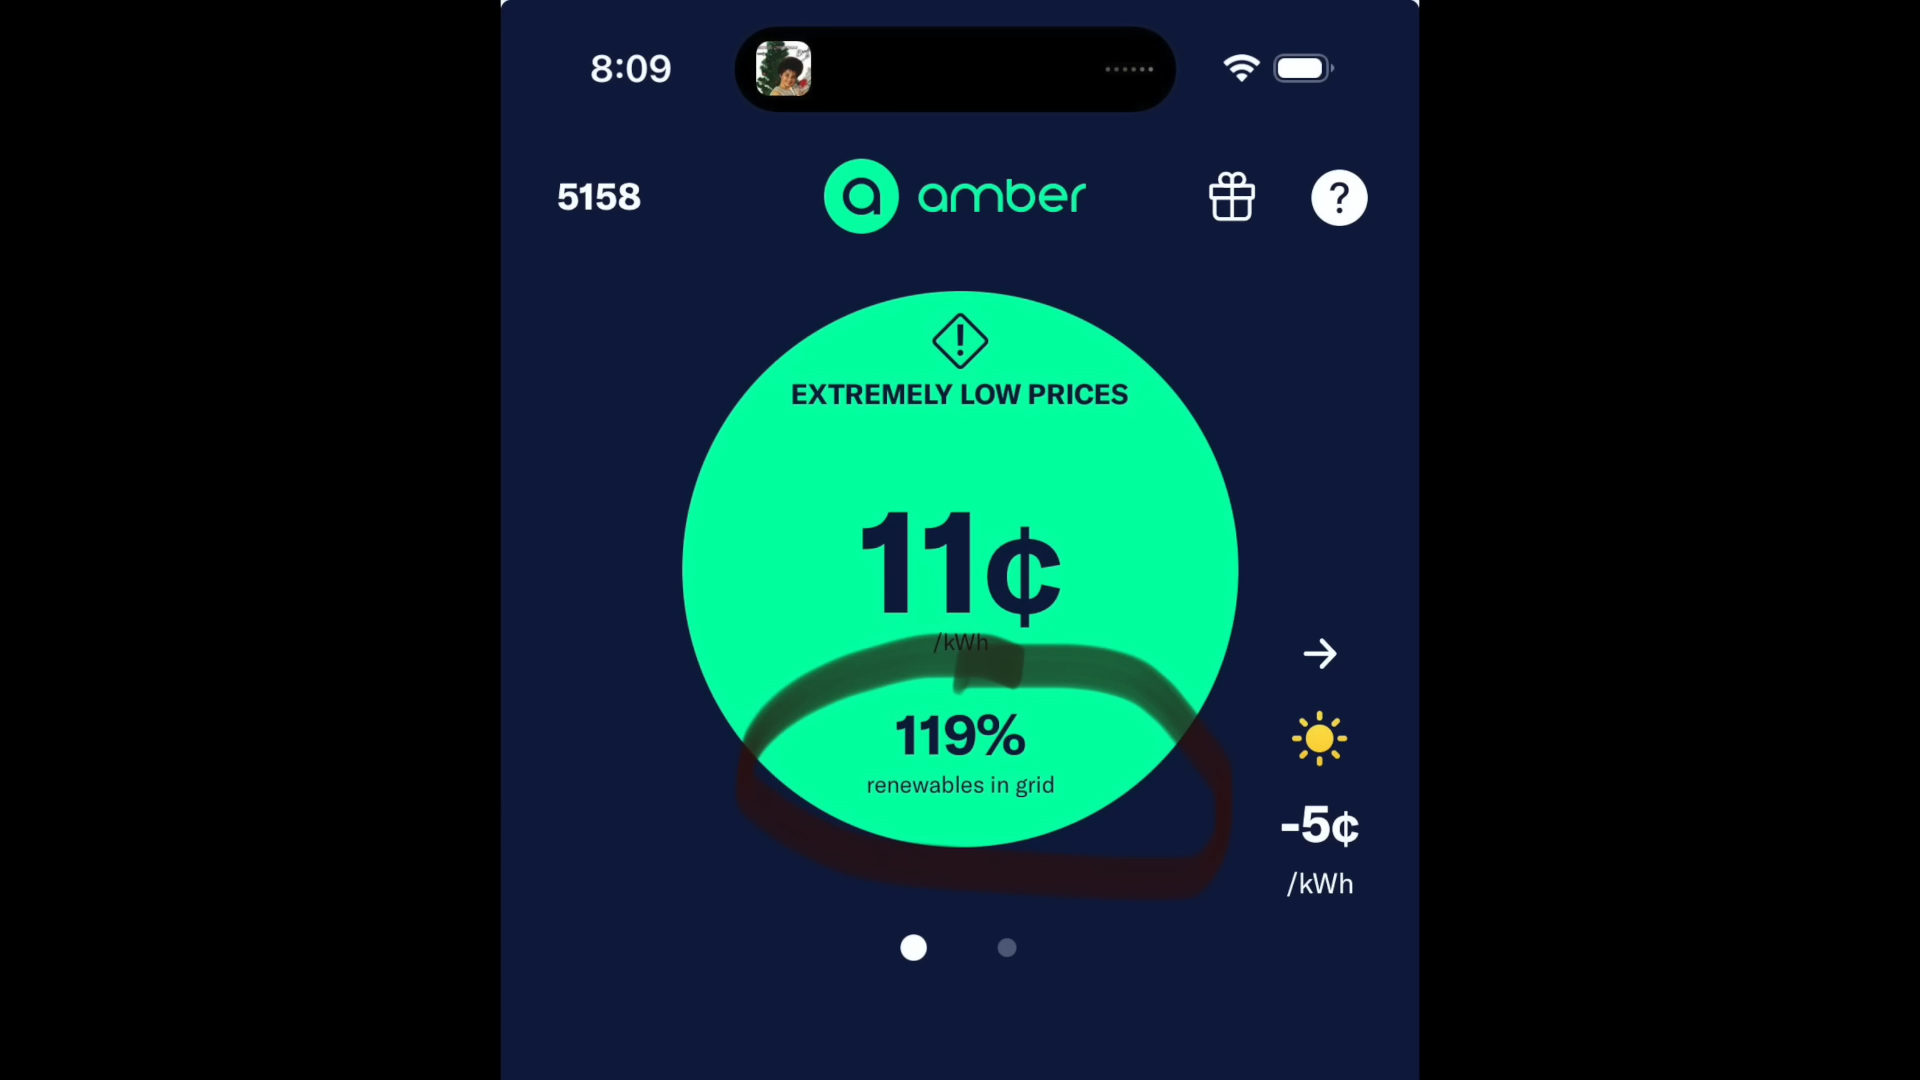 8:09
5158
amber
?
EXTREMELY LOW PRICES
11¢
/kWh
119%
renewables in grid
-5¢
/kWh